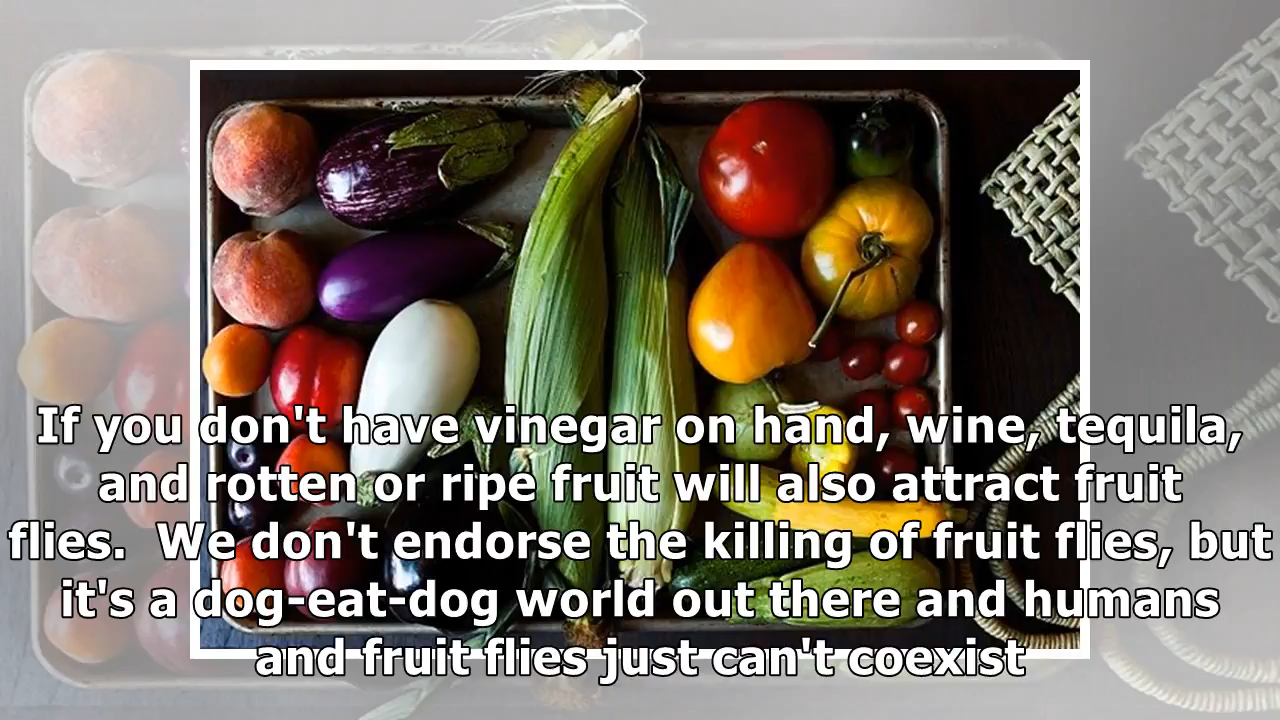 If you don't have vinegar on hand, wine, tequila,
and rotten or ripe fruit will also attract fruit
flies.  We don't endorse the killing of fruit flies, but
it's a dog-eat-dog world out there and humans
and fruit flies just can't coexist